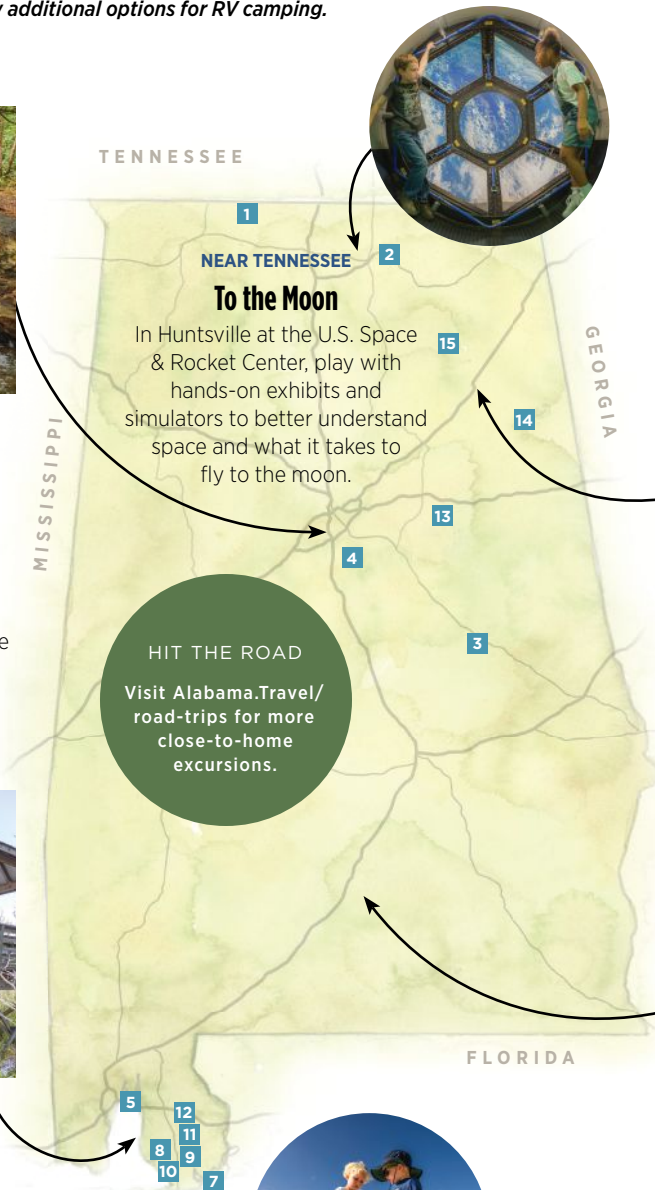 additional options for RV camping.
TENNESSEE
1
NEAR TENNESSEE
2
To the Moon
In Huntsville at the U.S. Space
& Rocket Center, play with
hands-on exhibits and
simulators to better understand
space and what it takes to
fly to the moon.
15
GEORGIA
14
MISSISSIPPI
13
4
3
HIT THE ROAD
Visit Alabama.Travel/
road-trips for more
close-to-home
excursions.
FLORIDA
5
12
11
8
9
10
7